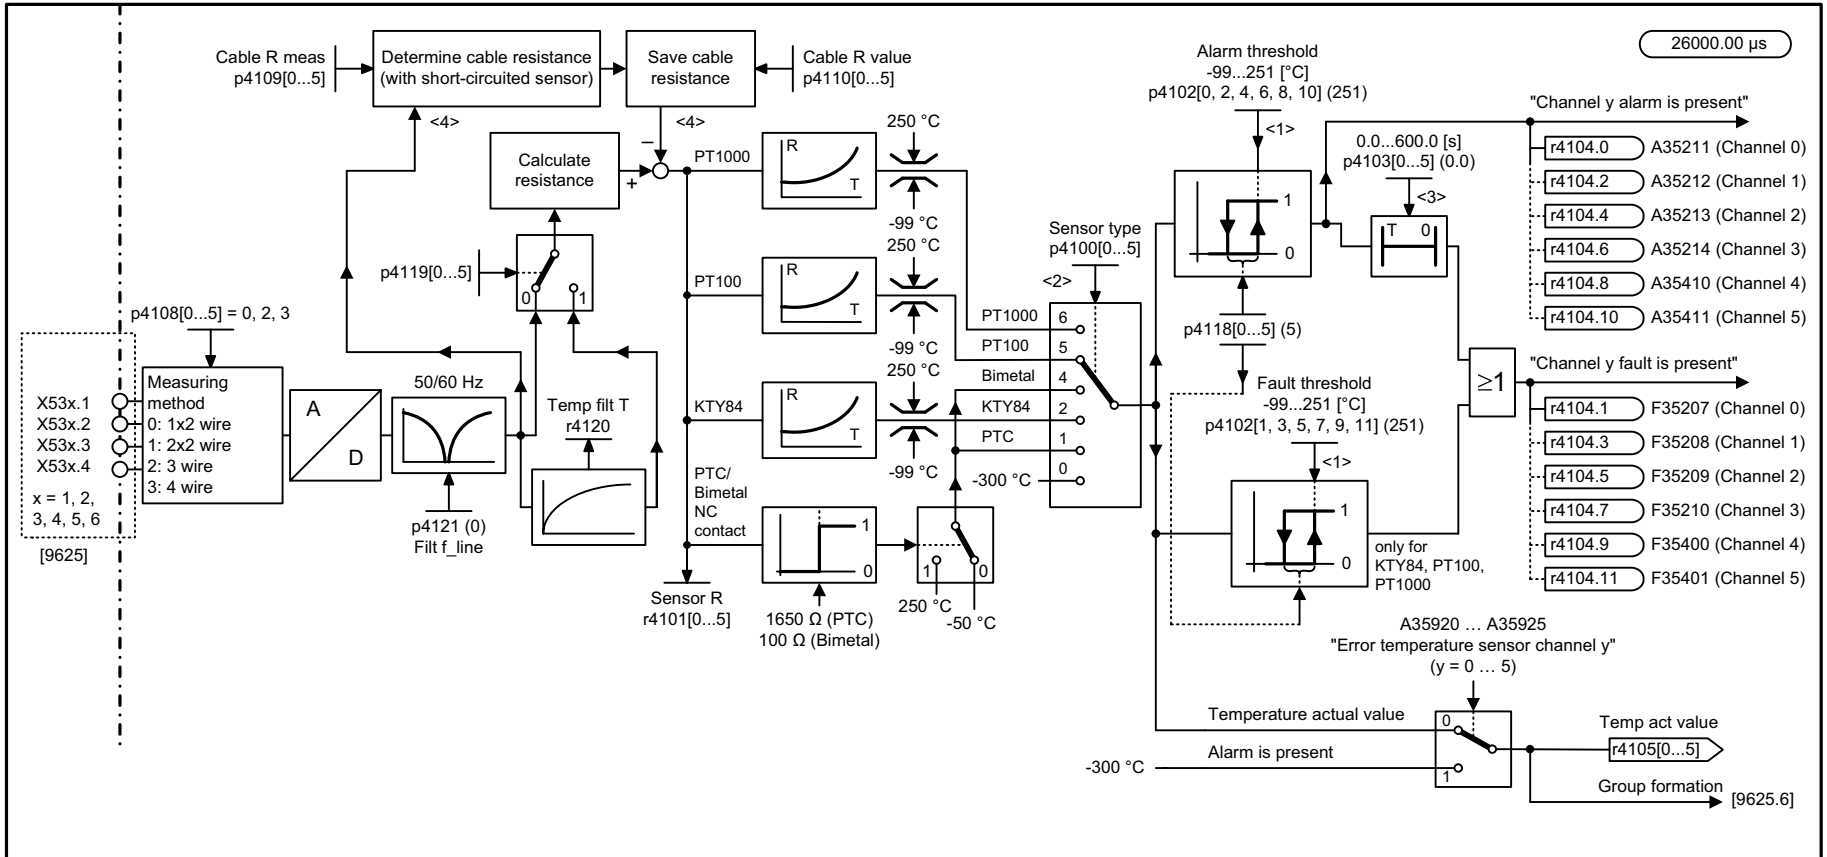 Cable R meas
p4109[0...5]
Determine cable resistance
(with short-circuited sensor)
<4>
Save cable
resistance
<4>
Cable R value
p4110[0...5]
Alarm threshold
-99...251 [°C]
p4102[0, 2, 4, 6, 8, 10] (251)
<1>
26000.00 µs
Calculate
resistance
+
–
PT1000
R
T
250 °C
-99 °C
p4119[0...5]
0
1
PT100
R
T
250 °C
-99 °C
KTY84
R
T
250 °C
-99 °C
PTC/
Bimetal
NC
contact
1
0
1650 Ω (PTC)
100 Ω (Bimetal)
1
0
250 °C
-50 °C
Sensor R
r4101[0...5]
p4108[0...5] = 0, 2, 3
X53x.1
X53x.2
X53x.3
X53x.4
x = 1, 2,
3, 4, 5, 6
[9625]
Measuring
method
0: 1x2 wire
1: 2x2 wire
2: 3 wire
3: 4 wire
A
D
50/60 Hz
p4121 (0)
Filt f_line
Temp filt T
r4120
Sensor type
p4100[0...5]
<2>
PT1000
6
PT100
5
Bimetal
4
KTY84
2
PTC
1
-300 °C
0
1
0
p4118[0...5] (5)
0.0...600.0 [s]
p4103[0...5] (0.0)
<3>
T
0
Fault threshold
-99...251 [°C]
p4102[1, 3, 5, 7, 9, 11] (251)
<1>
1
0
only for
KTY84, PT100,
PT1000
≥1
"Channel y alarm is present"
r4104.0 A35211 (Channel 0)
r4104.2 A35212 (Channel 1)
r4104.4 A35213 (Channel 2)
r4104.6 A35214 (Channel 3)
r4104.8 A35410 (Channel 4)
r4104.10 A35411 (Channel 5)
"Channel y fault is present"
r4104.1 F35207 (Channel 0)
r4104.3 F35208 (Channel 1)
r4104.5 F35209 (Channel 2)
r4104.7 F35210 (Channel 3)
r4104.9 F35400 (Channel 4)
r4104.11 F35401 (Channel 5)
A35920 … A35925
"Error temperature sensor channel y"
(y = 0 … 5)
Temperature actual value
0
-300 °C
Alarm is present
1
Temp act value
r4105[0...5]
Group formation
[9625.6]